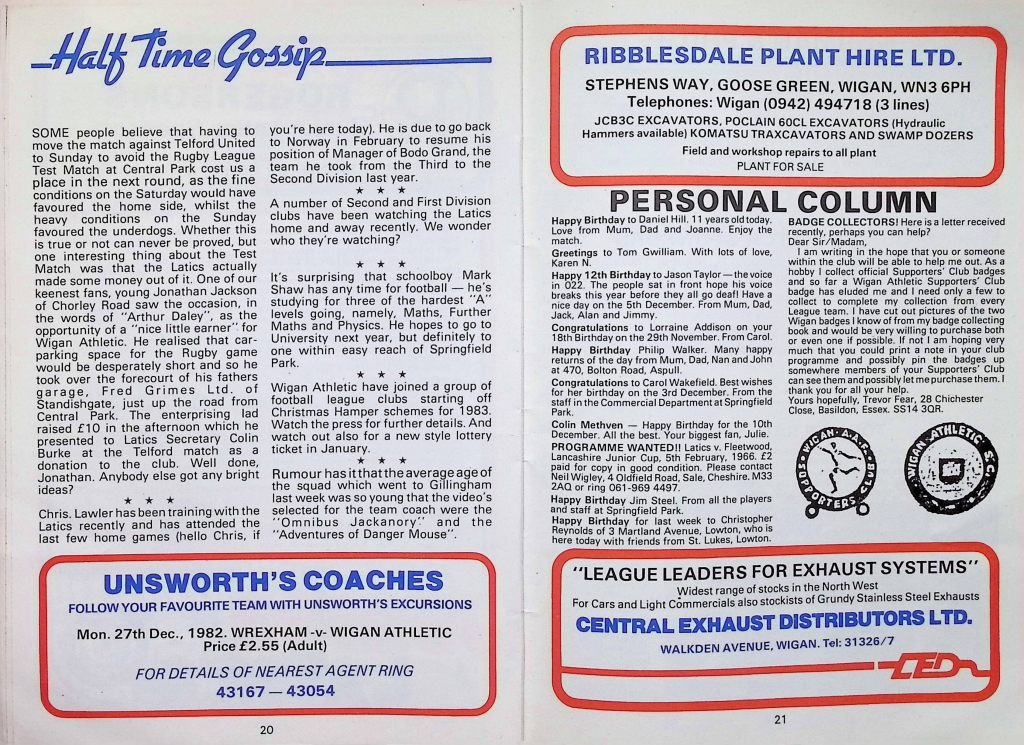 Half Time Gossip
SOME people believe that having to
move the match against Telford United
to Sunday to avoid the Rugby League
Test Match at Central Park cost us a
place in the next round, as the fine
conditions on the Saturday would have
favoured the home side, whilst the
heavy conditions on the Sunday
favoured the underdogs. Whether this
is true or not can never be proved, but
one interesting thing about the Test
Match was that the Latics actually
made some money out of it. One of our
keenest fans, young Jonathan Jackson
of Chorley Road saw the occasion, in
the words of "Arthur Daley", as the
opportunity of a "nice little earner" for
Wigan Athletic. He realised that car-
parking space for the Rugby game
would be desperately short and so he
took over the forecourt of his fathers
garage, Fred Grimes Ltd. of
Standishgate, just up the road from
Central Park. The enterprising lad
raised £10 in the afternoon which he
presented to Latics Secretary Colin
Burke at the Telford match as a
donation to the club. Well done,
Jonathan. Anybody else got any bright
ideas?
★ ★ ★
Chris. Lawler has been training with the
Latics recently and has attended the
last few home games (hello Chris, if
you're here today). He is due to go back
to Norway in February to resume his
position of Manager of Bodo Grand, the
team he took from the Third to the
Second Division last year.
★ ★ ★
A number of Second and First Division
clubs have been watching the Latics
home and away recently. We wonder
who they're watching?
★ ★ ★
It's surprising that schoolboy Mark
Shaw has any time for football — he's
studying for three of the hardest "A"
levels going, namely, Maths, Further
Maths and Physics. He hopes to go to
University next year, but definitely to
one within easy reach of Springfield
Park.
★ ★ ★
Wigan Athletic have joined a group of
football league clubs starting off
Christmas Hamper schemes for 1983.
Watch the press for further details. And
watch out also for a new style lottery
ticket in January.
★ ★ ★
Rumour has it that the average age of
the squad which went to Gillingham
last week was so young that the video's
selected for the team coach were the
"Omnibus Jackanory" and the
"Adventures of Danger Mouse".
UNSWORTH'S COACHES
FOLLOW YOUR FAVOURITE TEAM WITH UNSWORTH'S EXCURSIONS
Mon. 27th Dec., 1982. WREXHAM -v- WIGAN ATHLETIC
Price £2.55 (Adult)
FOR DETAILS OF NEAREST AGENT RING
43167 — 43054
20
RIBBLESDALE PLANT HIRE LTD.
STEPHENS WAY, GOOSE GREEN, WIGAN, WN3 6PH
Telephones: Wigan (0942) 494718 (3 lines)
JCB3C EXCAVATORS, POCLAIN 60CL EXCAVATORS (Hydraulic
Hammers available) KOMATSU TRAXCAVATORS AND SWAMP DOZERS
Field and workshop repairs to all plant
PLANT FOR SALE
PERSONAL COLUMN
Happy Birthday to Daniel Hill. 11 years old today.
Love from Mum, Dad and Joanne. Enjoy the
match.
Greetings to Tom Gwilliam. With lots of love,
Karen N.
Happy 12th Birthday to Jason Taylor — the voice
in 022. The people sat in front hope his voice
breaks this year before they all go deaf! Have a
nice day on the 5th December. From Mum, Dad,
Jack, Alan and Jimmy.
Congratulations to Lorraine Addison on your
18th Birthday on the 29th November. From Carol.
Happy Birthday Philip Walker. Many happy
returns of the day from Mum, Dad, Nan and John
at 470, Bolton Road, Aspull.
Congratulations to Carol Wakefield. Best wishes
for her birthday on the 3rd December. From the
staff in the Commercial Department at Springfield
Park.
Colin Methven — Happy Birthday for the 10th
December. All the best. Your biggest fan, Julie.
PROGRAMME WANTED!! Latics v. Fleetwood,
Lancashire Junior Cup, 5th February, 1966. £2
paid for copy in good condition. Please contact
Neil Wigley, 4 Oldfield Road, Sale, Cheshire. M33
2AQ or ring 061-969 4497.
Happy Birthday Jim Steel. From all the players
and staff at Springfield Park.
Happy Birthday for last week to Christopher
Reynolds of 3 Martland Avenue, Lowton, who is
here today with friends from St. Lukes, Lowton.
BADGE COLLECTORS! Here is a letter received
recently, perhaps you can help?
Dear Sir/Madam,
I am writing in the hope that you or someone
within the club will be able to help me out. As a
hobby I collect official Supporters' Club badges
and so far a Wigan Athletic Supporters' Club
badge has eluded me and I need only a few to
collect to complete my collection from every
League team. I have cut out pictures of the two
Wigan badges I know of from my badge collecting
book and would be very willing to purchase both
or even one if possible. If not I am hoping very
much that you could print a note in your club
programme and possibly pin the badges up
somewhere members of your Supporters' Club
can see them and possibly let me purchase them. I
thank you for all your help.
Yours hopefully, Trevor Fear, 28 Chichester
Close, Basildon, Essex. SS14 3QR.
WIGAN A.A.
SUPPORTERS
WIGAN ATHLETIC S.C.
"LEAGUE LEADERS FOR EXHAUST SYSTEMS"
Widest range of stocks in the North West
For Cars and Light Commercials also stockists of Grundy Stainless Steel Exhausts
CENTRAL EXHAUST DISTRIBUTORS LTD.
WALKDEN AVENUE, WIGAN. Tel: 31326/7
CED
21